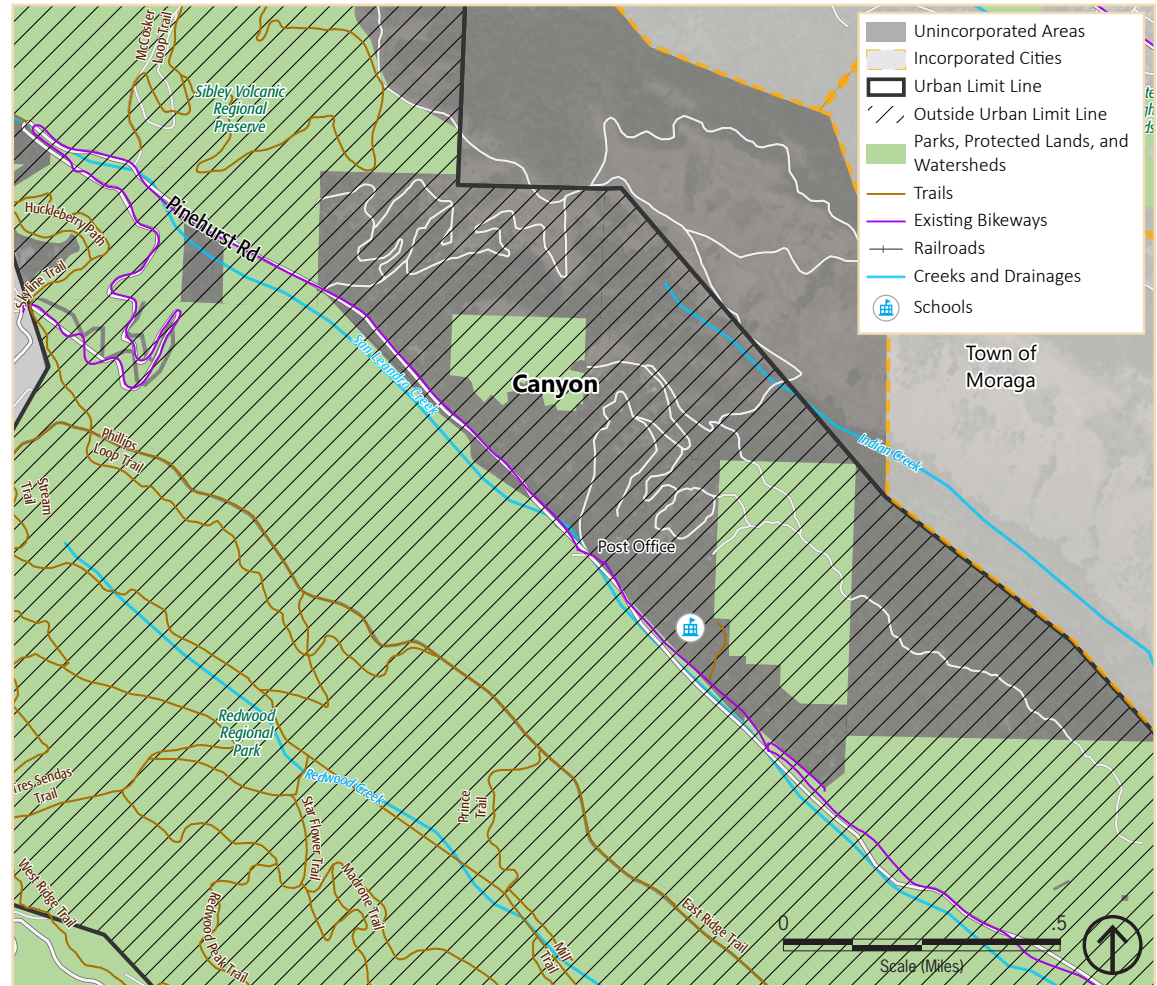 Unincorporated Areas
Incorporated Cities
Urban Limit Line
Outside Urban Limit Line
Parks, Protected Lands, and
Watersheds
Trails
Existing Bikeways
Railroads
Creeks and Drainages
Schools
McCosker
Loop Trail
Sibley Volcanic
Regional
Preserve
Pinehurst Rd
Huckleberry Path
Skyline Trail
San Leandro Creek
Canyon
Town of
Moraga
Indian Creek
Phillips
Loop Trail
Stream
Trail
Post Office
Redwood
Regional
Park
Redwood Creek
Tres Sendas
Trail
Star Flower Trail
Prince
Trail
Madrone Trail
West Ridge Trail
Redwood Peak Trail
Mill
Trail
East Ridge Trail
0 .5
Scale (Miles)